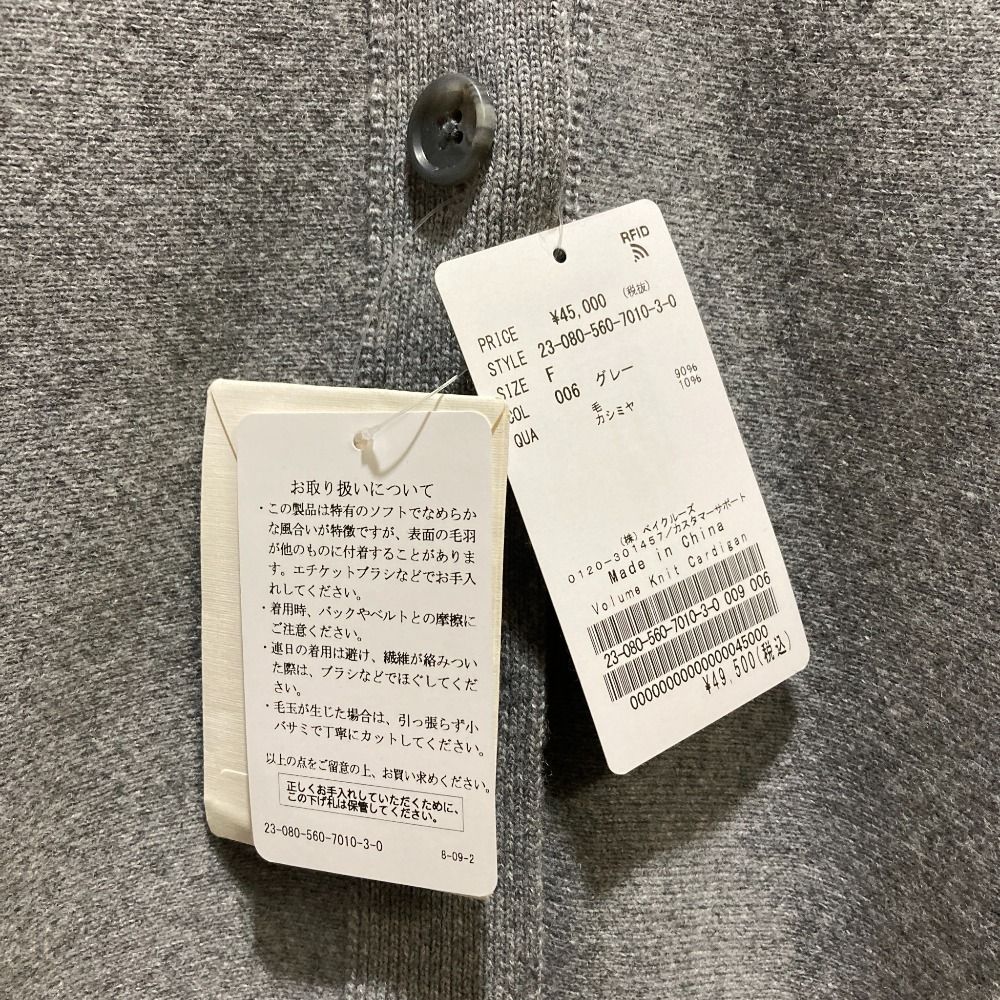 RFID
PRICE ¥45,000 (税抜)
STYLE 23-080-560-7010-3-0
SIZE F
COL 006 グレー
QUA 毛 90%
カシミヤ 10%
(株) ベイクルーズ
0120-301457/カスタマーサポート
Made in China
Volume Knit Cardigan
23-080-560-7010-3-0 009 006
0000000000000045000
¥49,500(税込)
お取り扱いについて
・この製品は特有のソフトでなめらか
な風合いが特徴ですが、表面の毛羽
が他のものに付着することがありま
す。エチケットブラシなどでお手入
れしてください。
・着用時、バックやベルトとの摩擦に
ご注意ください。
・連日の着用は避け、繊維が絡みつい
た際は、ブラシなどでほぐしてくだ
さい。
・毛玉が生じた場合は、引っ張らず小
バサミで丁寧にカットしてください。
以上の点をご留意の上、お買い求めください。
正しくお手入れしていただくために、
この下げ札は保管してください。
23-080-560-7010-3-0 8-09-2